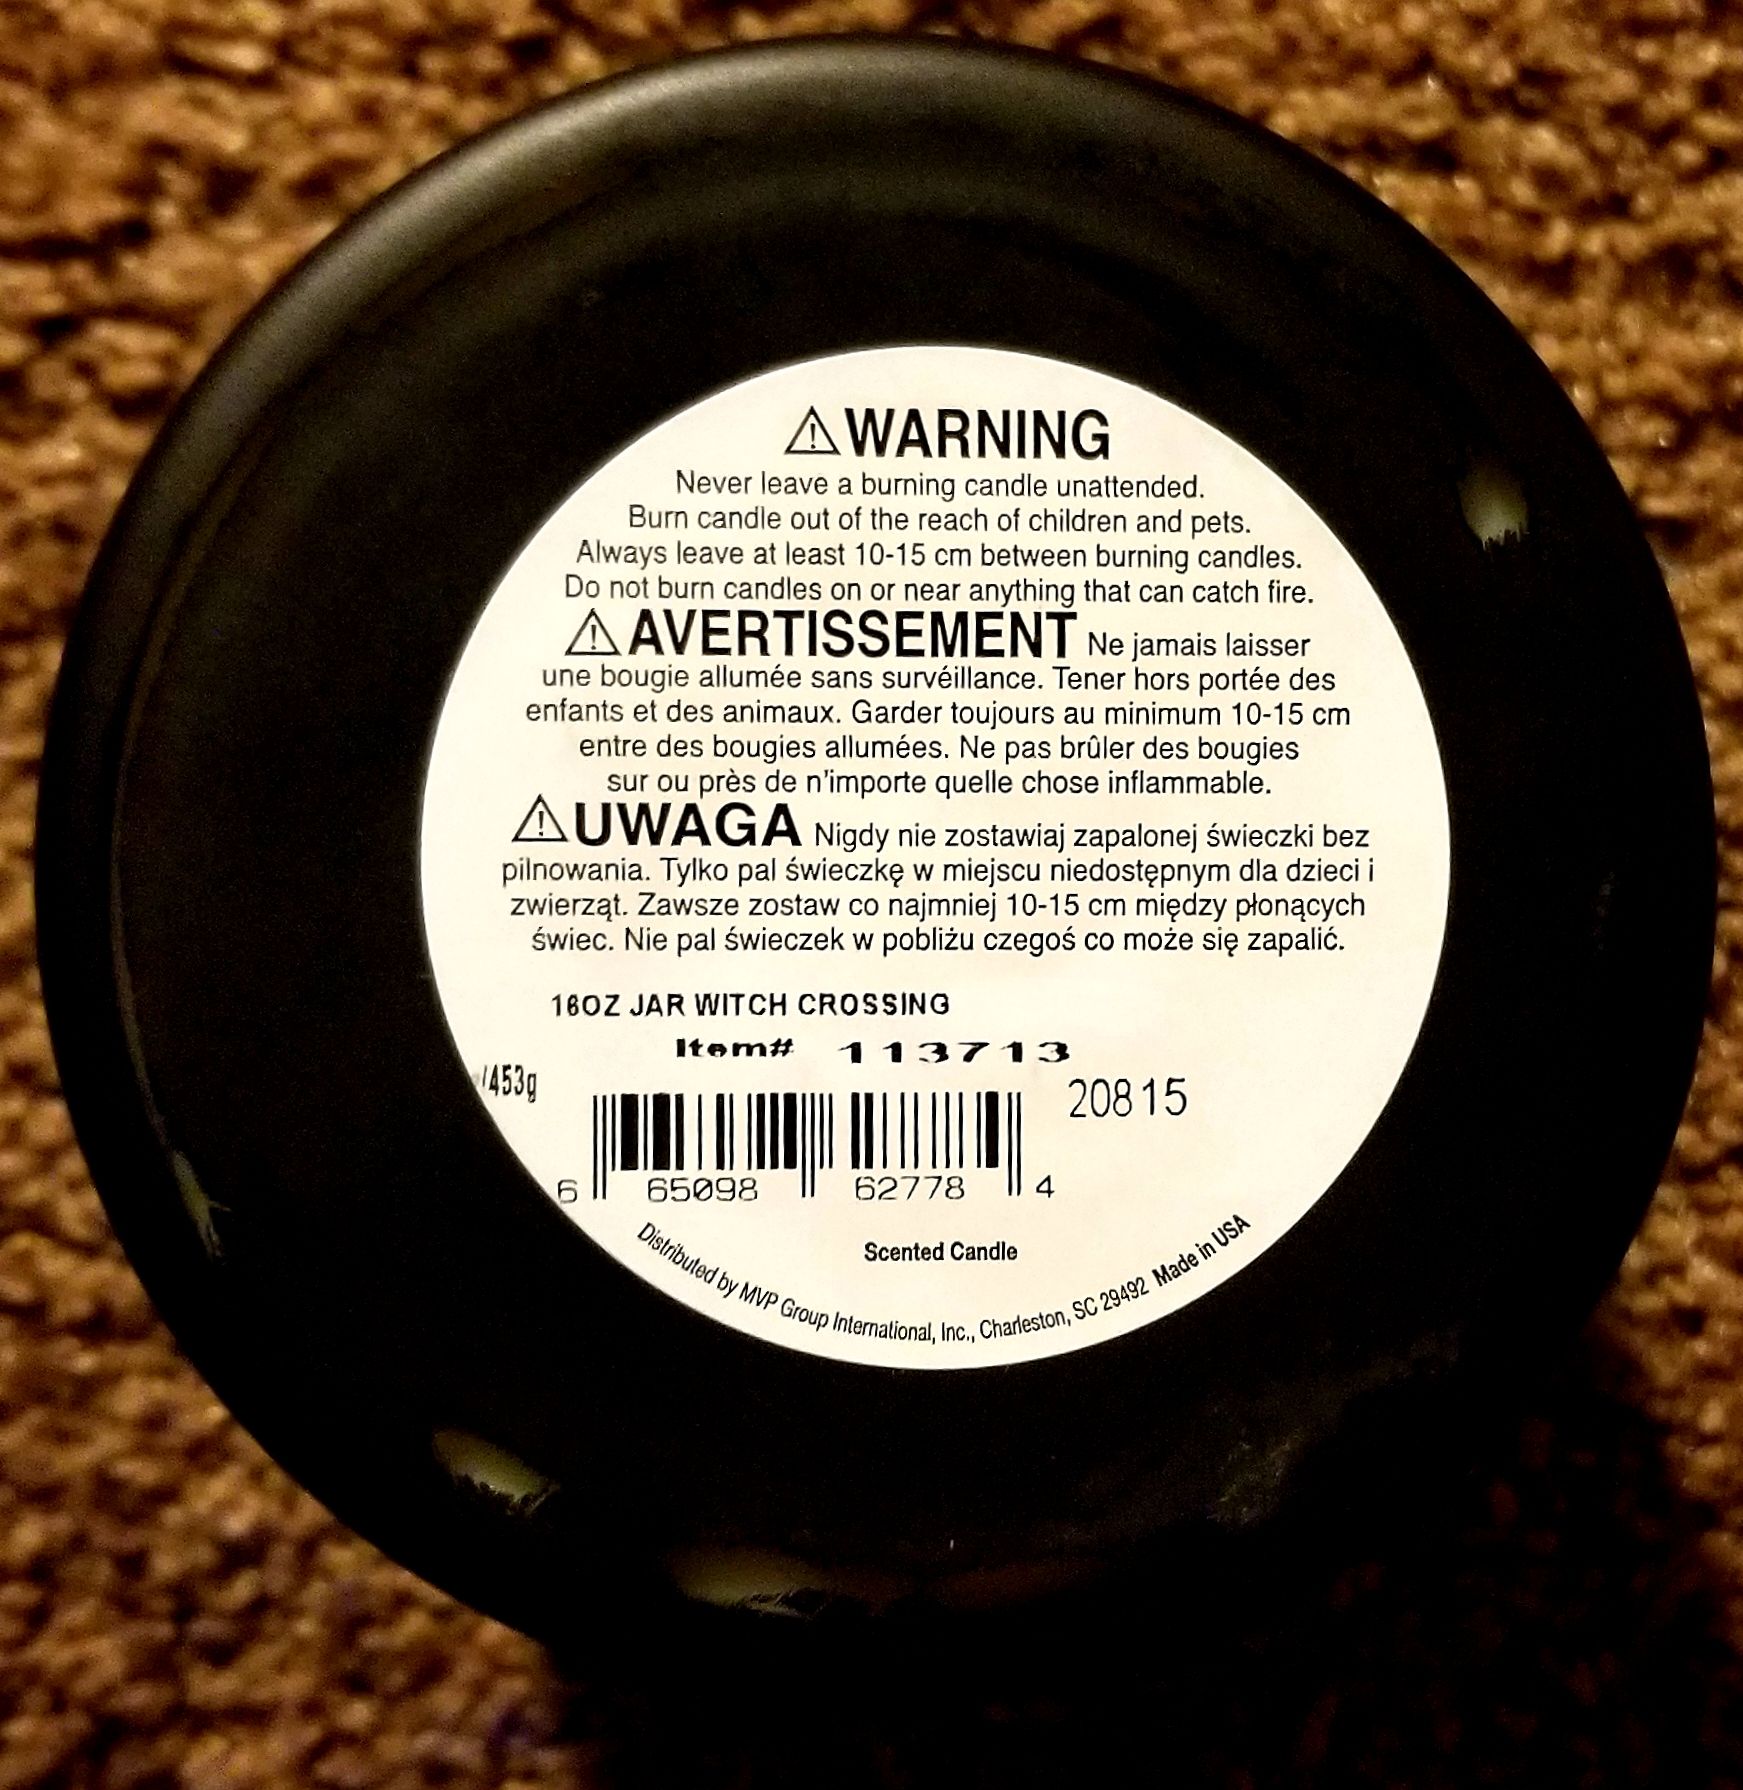 ⚠ WARNING
Never leave a burning candle unattended.
Burn candle out of the reach of children and pets.
Always leave at least 10-15 cm between burning candles.
Do not burn candles on or near anything that can catch fire.
⚠ AVERTISSEMENT Ne jamais laisser
une bougie allumée sans survéillance. Tener hors portée des
enfants et des animaux. Garder toujours au minimum 10-15 cm
entre des bougies allumées. Ne pas brûler des bougies
sur ou près de n'importe quelle chose inflammable.
⚠ UWAGA Nigdy nie zostawiaj zapalonej świeczki bez
pilnowania. Tylko pal świeczkę w miejscu niedostępnym dla dzieci i
zwierząt. Zawsze zostaw co najmniej 10-15 cm między płonących
świec. Nie pal świeczek w pobliżu czegoś co może się zapalić.
16OZ JAR WITCH CROSSING
Item# 113713
/453g
20815
6 65098 62778 4
Scented Candle
Distributed by MVP Group International, Inc., Charleston, SC 29492 Made in USA